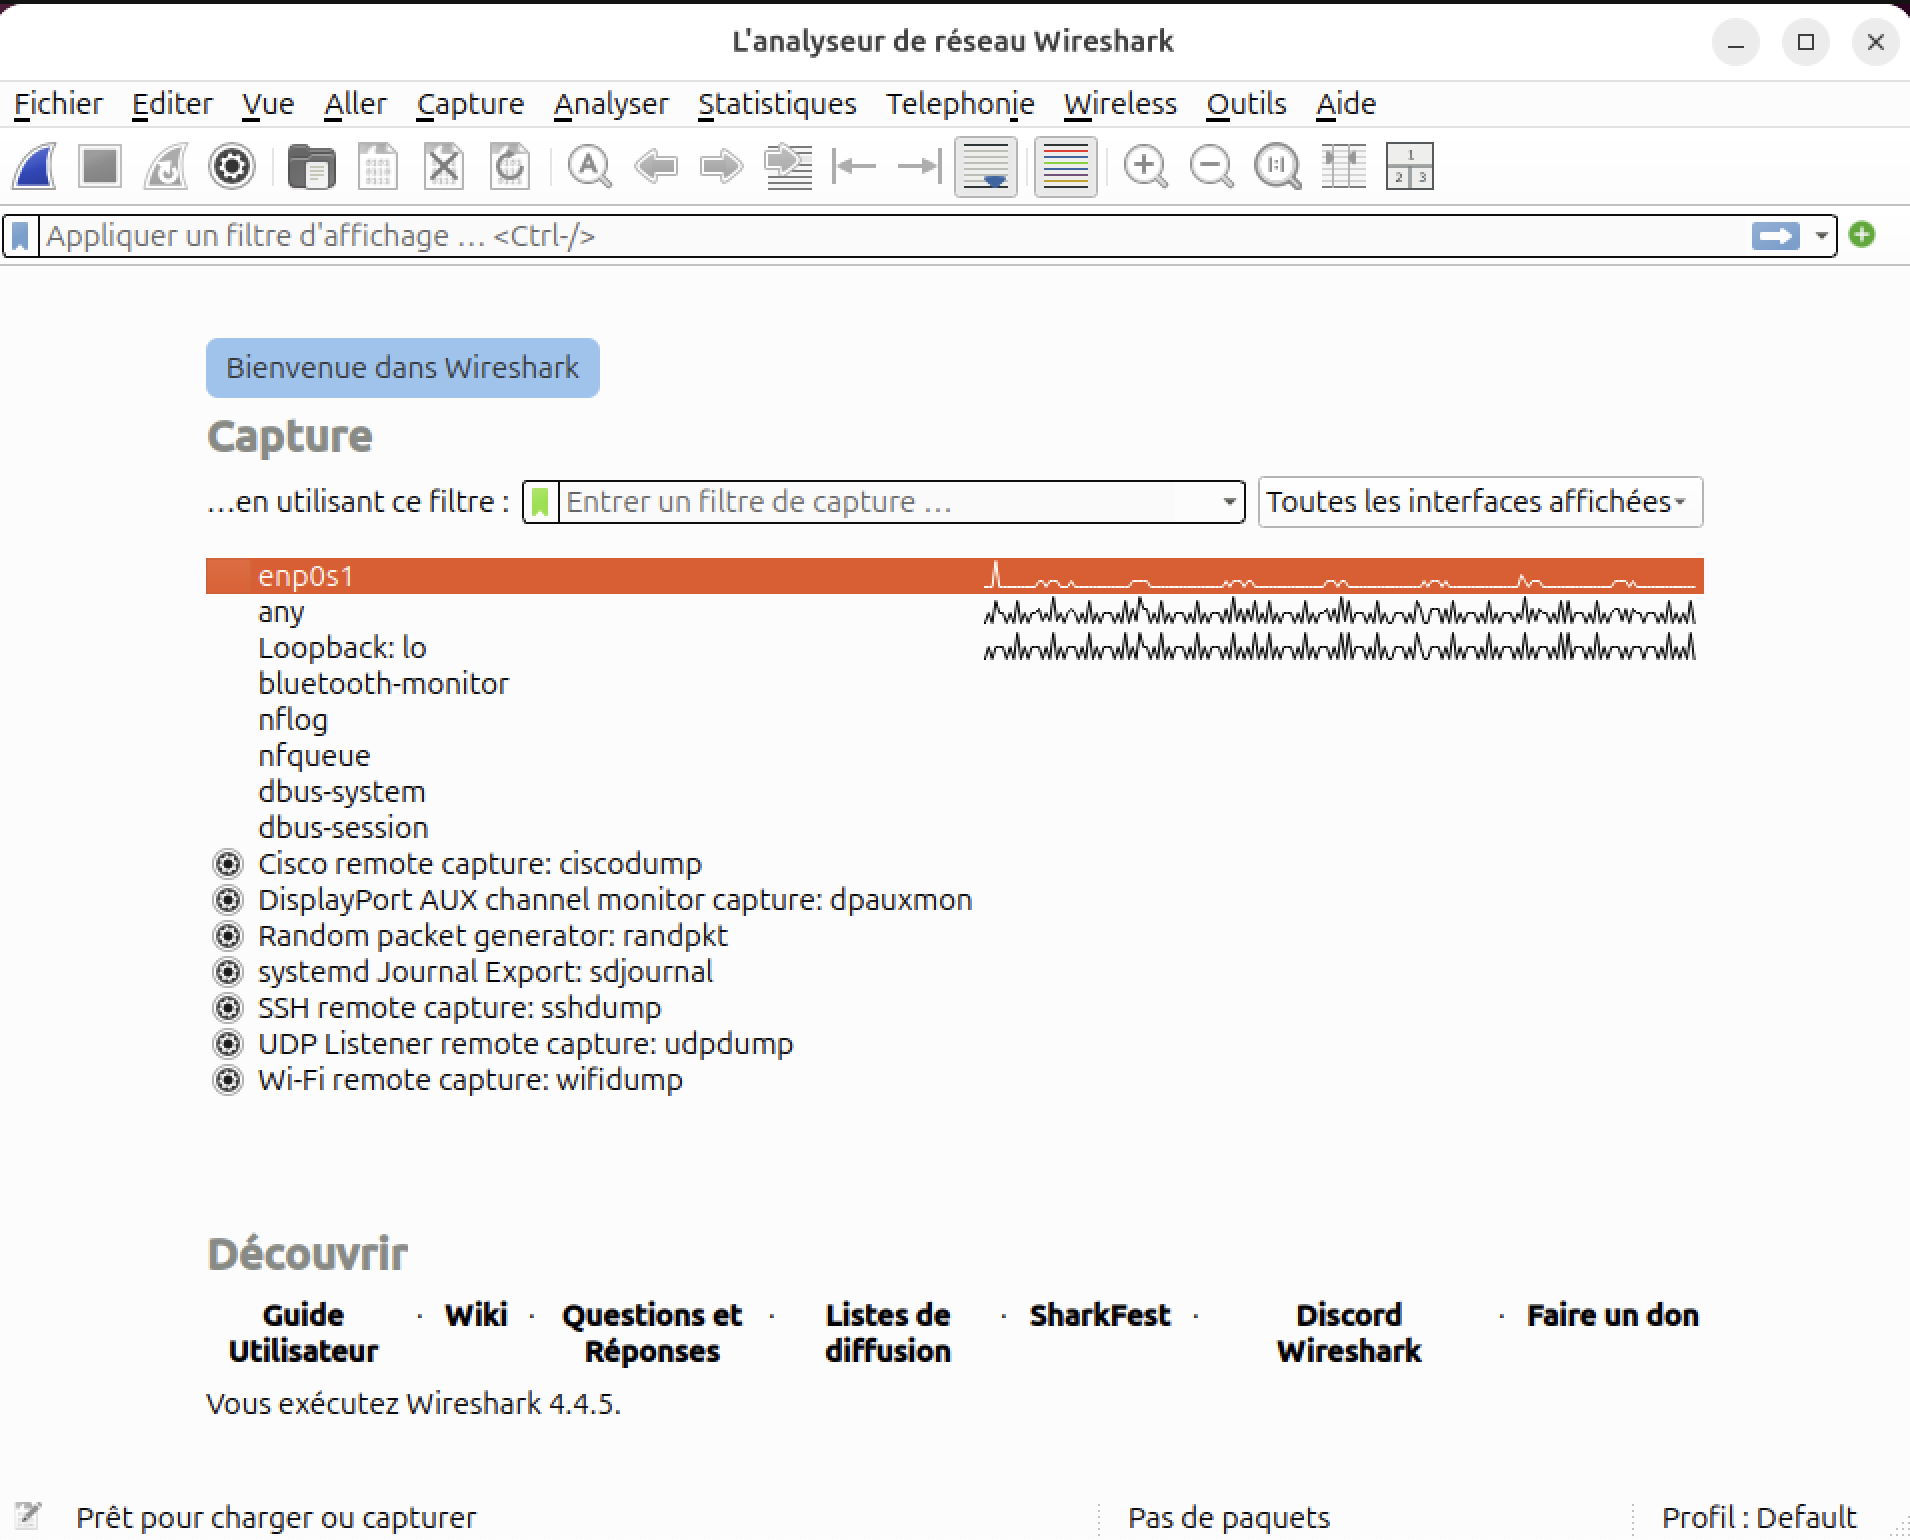 L'analyseur de réseau Wireshark
Fichier Editer Vue Aller Capture Analyser Statistiques Telephonie Wireless Outils Aide
Appliquer un filtre d'affichage … <Ctrl-/>
Bienvenue dans Wireshark
Capture
…en utilisant ce filtre : Entrer un filtre de capture … Toutes les interfaces affichées
enp0s1
any
Loopback: lo
bluetooth-monitor
nflog
nfqueue
dbus-system
dbus-session
Cisco remote capture: ciscodump
DisplayPort AUX channel monitor capture: dpauxmon
Random packet generator: randpkt
systemd Journal Export: sdjournal
SSH remote capture: sshdump
UDP Listener remote capture: udpdump
Wi-Fi remote capture: wifidump
Découvrir
Guide Utilisateur · Wiki · Questions et Réponses · Listes de diffusion · SharkFest · Discord Wireshark · Faire un don
Vous exécutez Wireshark 4.4.5.
Prêt pour charger ou capturer Pas de paquets Profil : Default